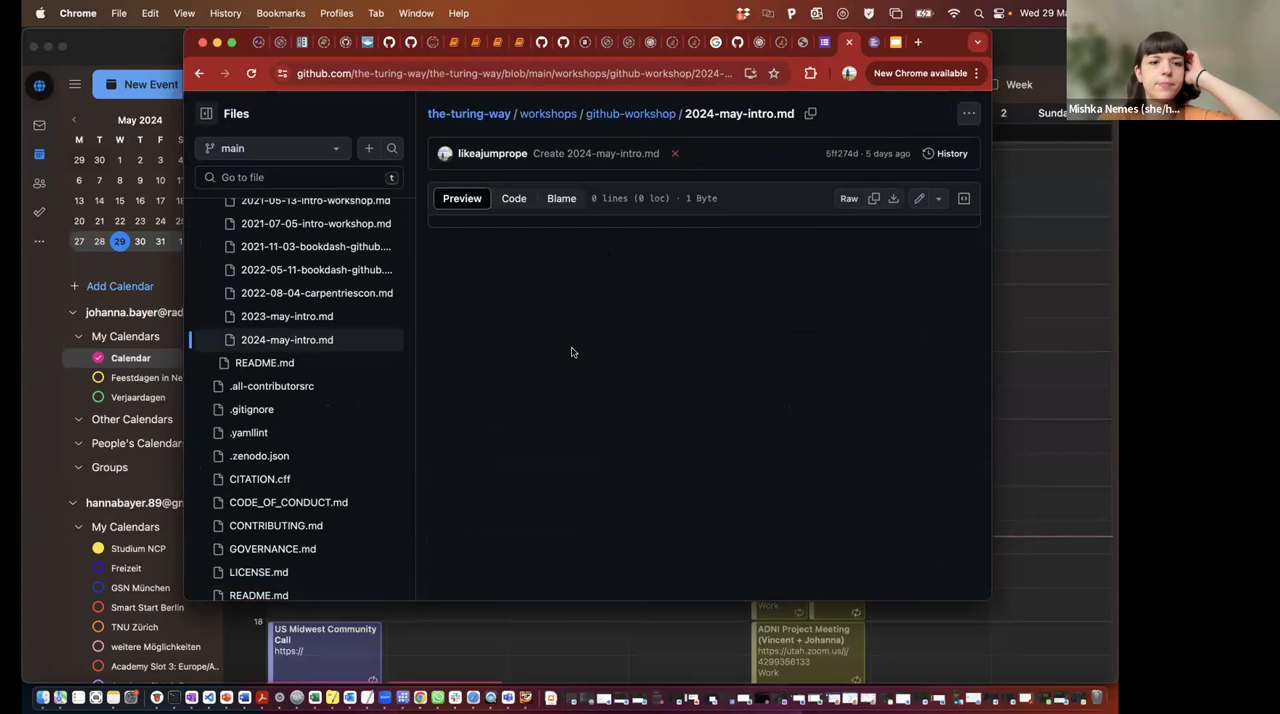 Chrome File Edit View History Bookmarks Profiles Tab Window Help
Wed 29 Ma
Mishka Nemes (she/h...
github.com/the-turing-way/the-turing-way/blob/main/workshops/github-workshop/2024-...
New Chrome available
New Event
Week
2 Sunda
May 2024
M T W T F
29 30 1 2 3
6 7 8 9 10
13 14 15 16 17
20 21 22 23 24
27 28 29 30 31
Add Calendar
johanna.bayer@rad
My Calendars
Calendar
Feestdagen in Ne
Verjaardagen
Other Calendars
People's Calendars
Groups
hannabayer.89@gm
My Calendars
Studium NCP
Freizeit
GSN München
Smart Start Berlin
TNU Zürich
weitere Möglichkeiten
Academy Slot 3: Europe/A..
Files
main
Go to file
t
2021-05-13-intro-workshop.md
2021-07-05-intro-workshop.md
2021-11-03-bookdash-github....
2022-05-11-bookdash-github....
2022-08-04-carpentriescon.md
2023-may-intro.md
2024-may-intro.md
README.md
.all-contributorsrc
.gitignore
.yamllint
.zenodo.json
CITATION.cff
CODE_OF_CONDUCT.md
CONTRIBUTING.md
GOVERNANCE.md
LICENSE.md
README.md
the-turing-way / workshops / github-workshop / 2024-may-intro.md
likeajumprope Create 2024-may-intro.md
5ff274d · 5 days ago History
Preview Code Blame 0 lines (0 loc) · 1 Byte
Raw
18
US Midwest Community
Call
https://
Work
ADNI Project Meeting
(Vincent + Johanna)
https://utah.zoom.us/j/
4299356133
Work